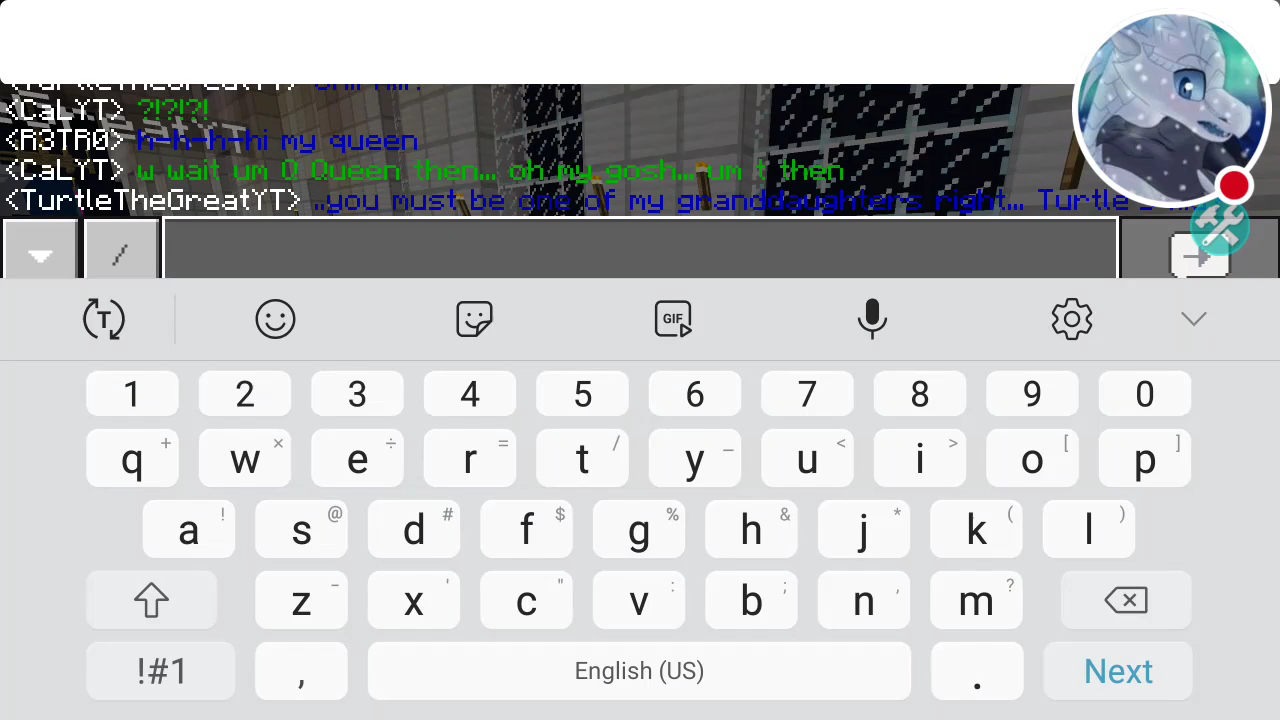 <CaLYT> ?!?!?!
<R3TR0> h-h-h-hi my queen
<CaLYT> w wait um Q Queen then... oh my gosh... um t then
<TurtleTheGreatYT> ..you must be one of my granddaughters right... Turtle's
/
T GIF
1 2 3 4 5 6 7 8 9 0
q + w × e ÷ r = t / y _ u < i > o [ p ]
a ! s @ d # f $ g % h & j * k ( l )
z - x ' c " v : b ; n , m ?
!#1 , English (US) . Next